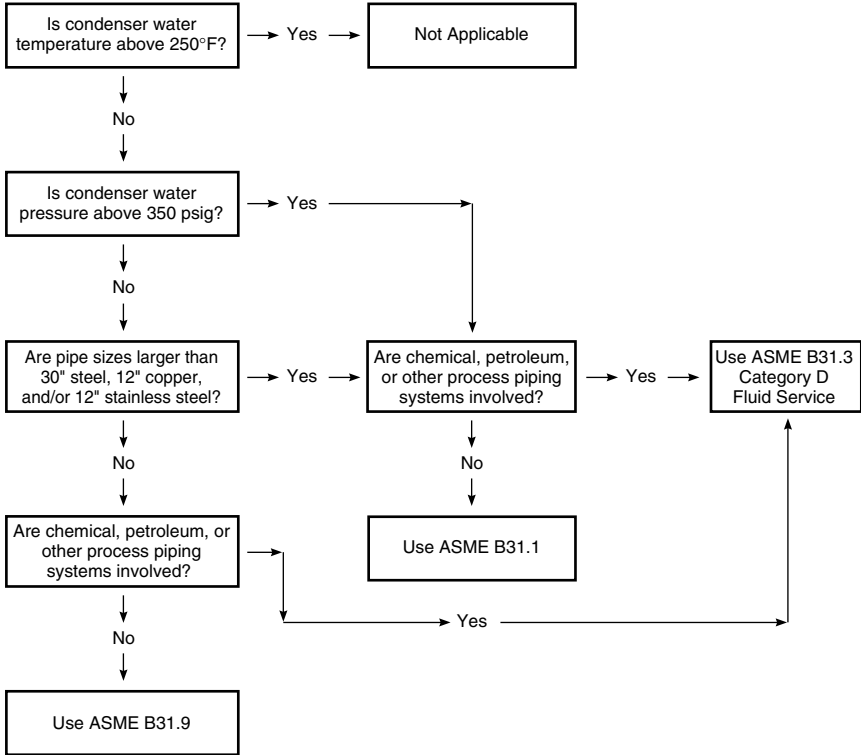 Is condenser water
temperature above 250°F?
Yes
Not Applicable
No
Is condenser water
pressure above 350 psig?
Yes
No
Are pipe sizes larger than
30" steel, 12" copper,
and/or 12" stainless steel?
Yes
Are chemical, petroleum,
or other process piping
systems involved?
Yes
Use ASME B31.3
Category D
Fluid Service
No
No
Are chemical, petroleum, or
other process piping
systems involved?
Use ASME B31.1
Yes
No
Use ASME B31.9